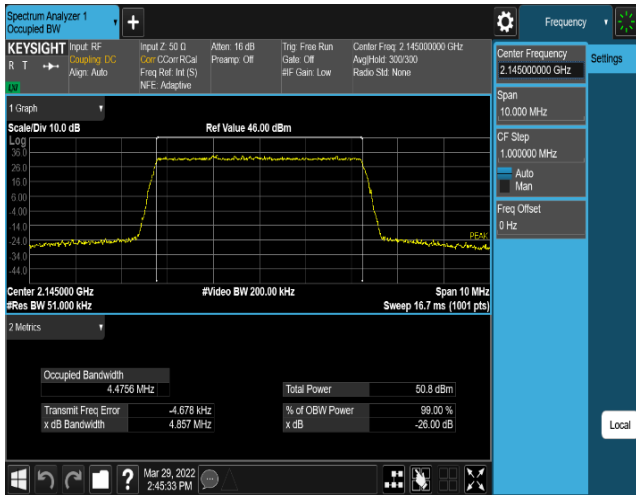 Spectrum Analyzer 1
Occupied BW
Frequency
KEYSIGHT
R T
LXI
Input: RF
Coupling: DC
Align: Auto
Input Z: 50 Ω
Corr CCorr RCal
Freq Ref: Int (S)
NFE: Adaptive
Atten: 16 dB
Preamp: Off
Trig: Free Run
Gate: Off
#IF Gain: Low
Center Freq: 2.145000000 GHz
Avg|Hold: 300/300
Radio Std: None
Center Frequency
2.145000000 GHz
Settings
Span
10.000 MHz
CF Step
1.000000 MHz
Auto
Man
Freq Offset
0 Hz
1 Graph
Scale/Div 10.0 dB
Ref Value 46.00 dBm
Log
36.0
26.0
16.0
6.00
-4.00
-14.0
-24.0
-34.0
-44.0
PEAK
Center 2.145000 GHz
#Video BW 200.00 kHz
Span 10 MHz
#Res BW 51.000 kHz
Sweep 16.7 ms (1001 pts)
2 Metrics
Occupied Bandwidth
4.4756 MHz
Total Power 50.8 dBm
Transmit Freq Error -4.678 kHz
% of OBW Power 99.00 %
x dB Bandwidth 4.857 MHz
x dB -26.00 dB
Local
Mar 29, 2022
2:45:33 PM